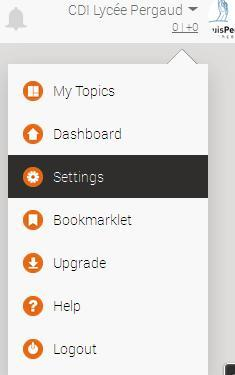 CDI Lycée Pergaud
0 | +0
My Topics
Dashboard
Settings
Bookmarklet
Upgrade
Help
Logout